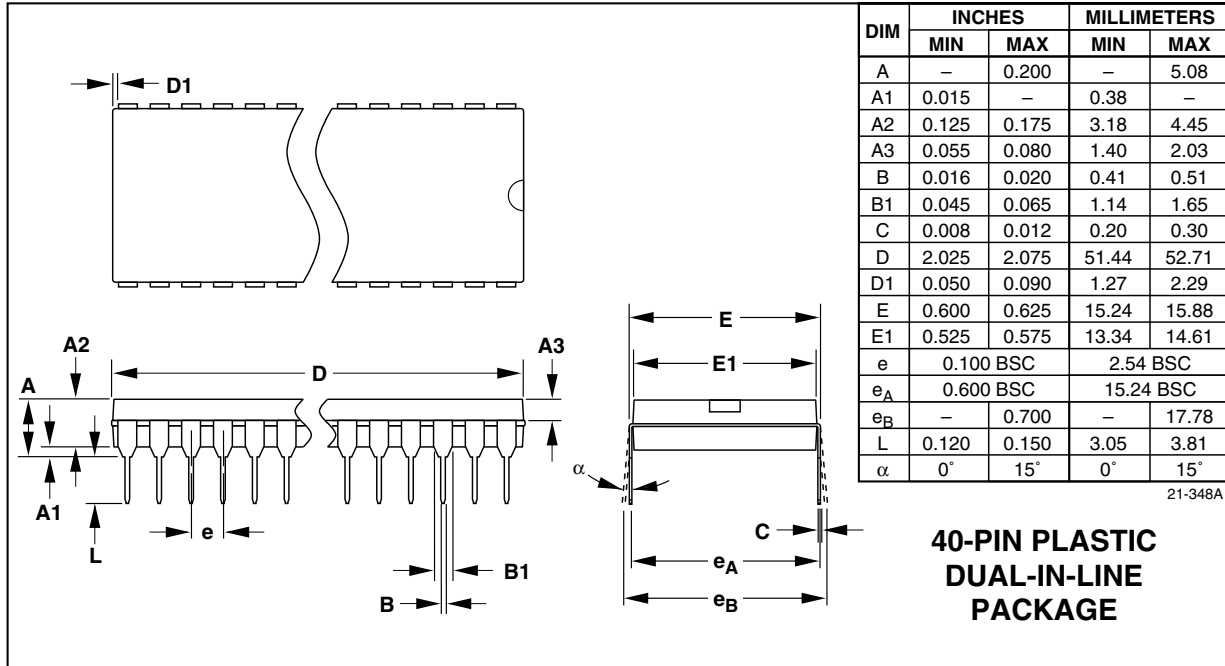 DIM INCHES MILLIMETERS
MIN MAX MIN MAX
A – 0.200 – 5.08
A1 0.015 – 0.38 –
A2 0.125 0.175 3.18 4.45
A3 0.055 0.080 1.40 2.03
B 0.016 0.020 0.41 0.51
B1 0.045 0.065 1.14 1.65
C 0.008 0.012 0.20 0.30
D 2.025 2.075 51.44 52.71
D1 0.050 0.090 1.27 2.29
E 0.600 0.625 15.24 15.88
E1 0.525 0.575 13.34 14.61
e 0.100 BSC 2.54 BSC
eA 0.600 BSC 15.24 BSC
eB – 0.700 – 17.78
L 0.120 0.150 3.05 3.81
α 0° 15° 0° 15°
21-348A
D1
A2
A
D
A3
A1
L
e
B
B1
E
E1
α
C
eA
eB
40-PIN PLASTIC
DUAL-IN-LINE
PACKAGE